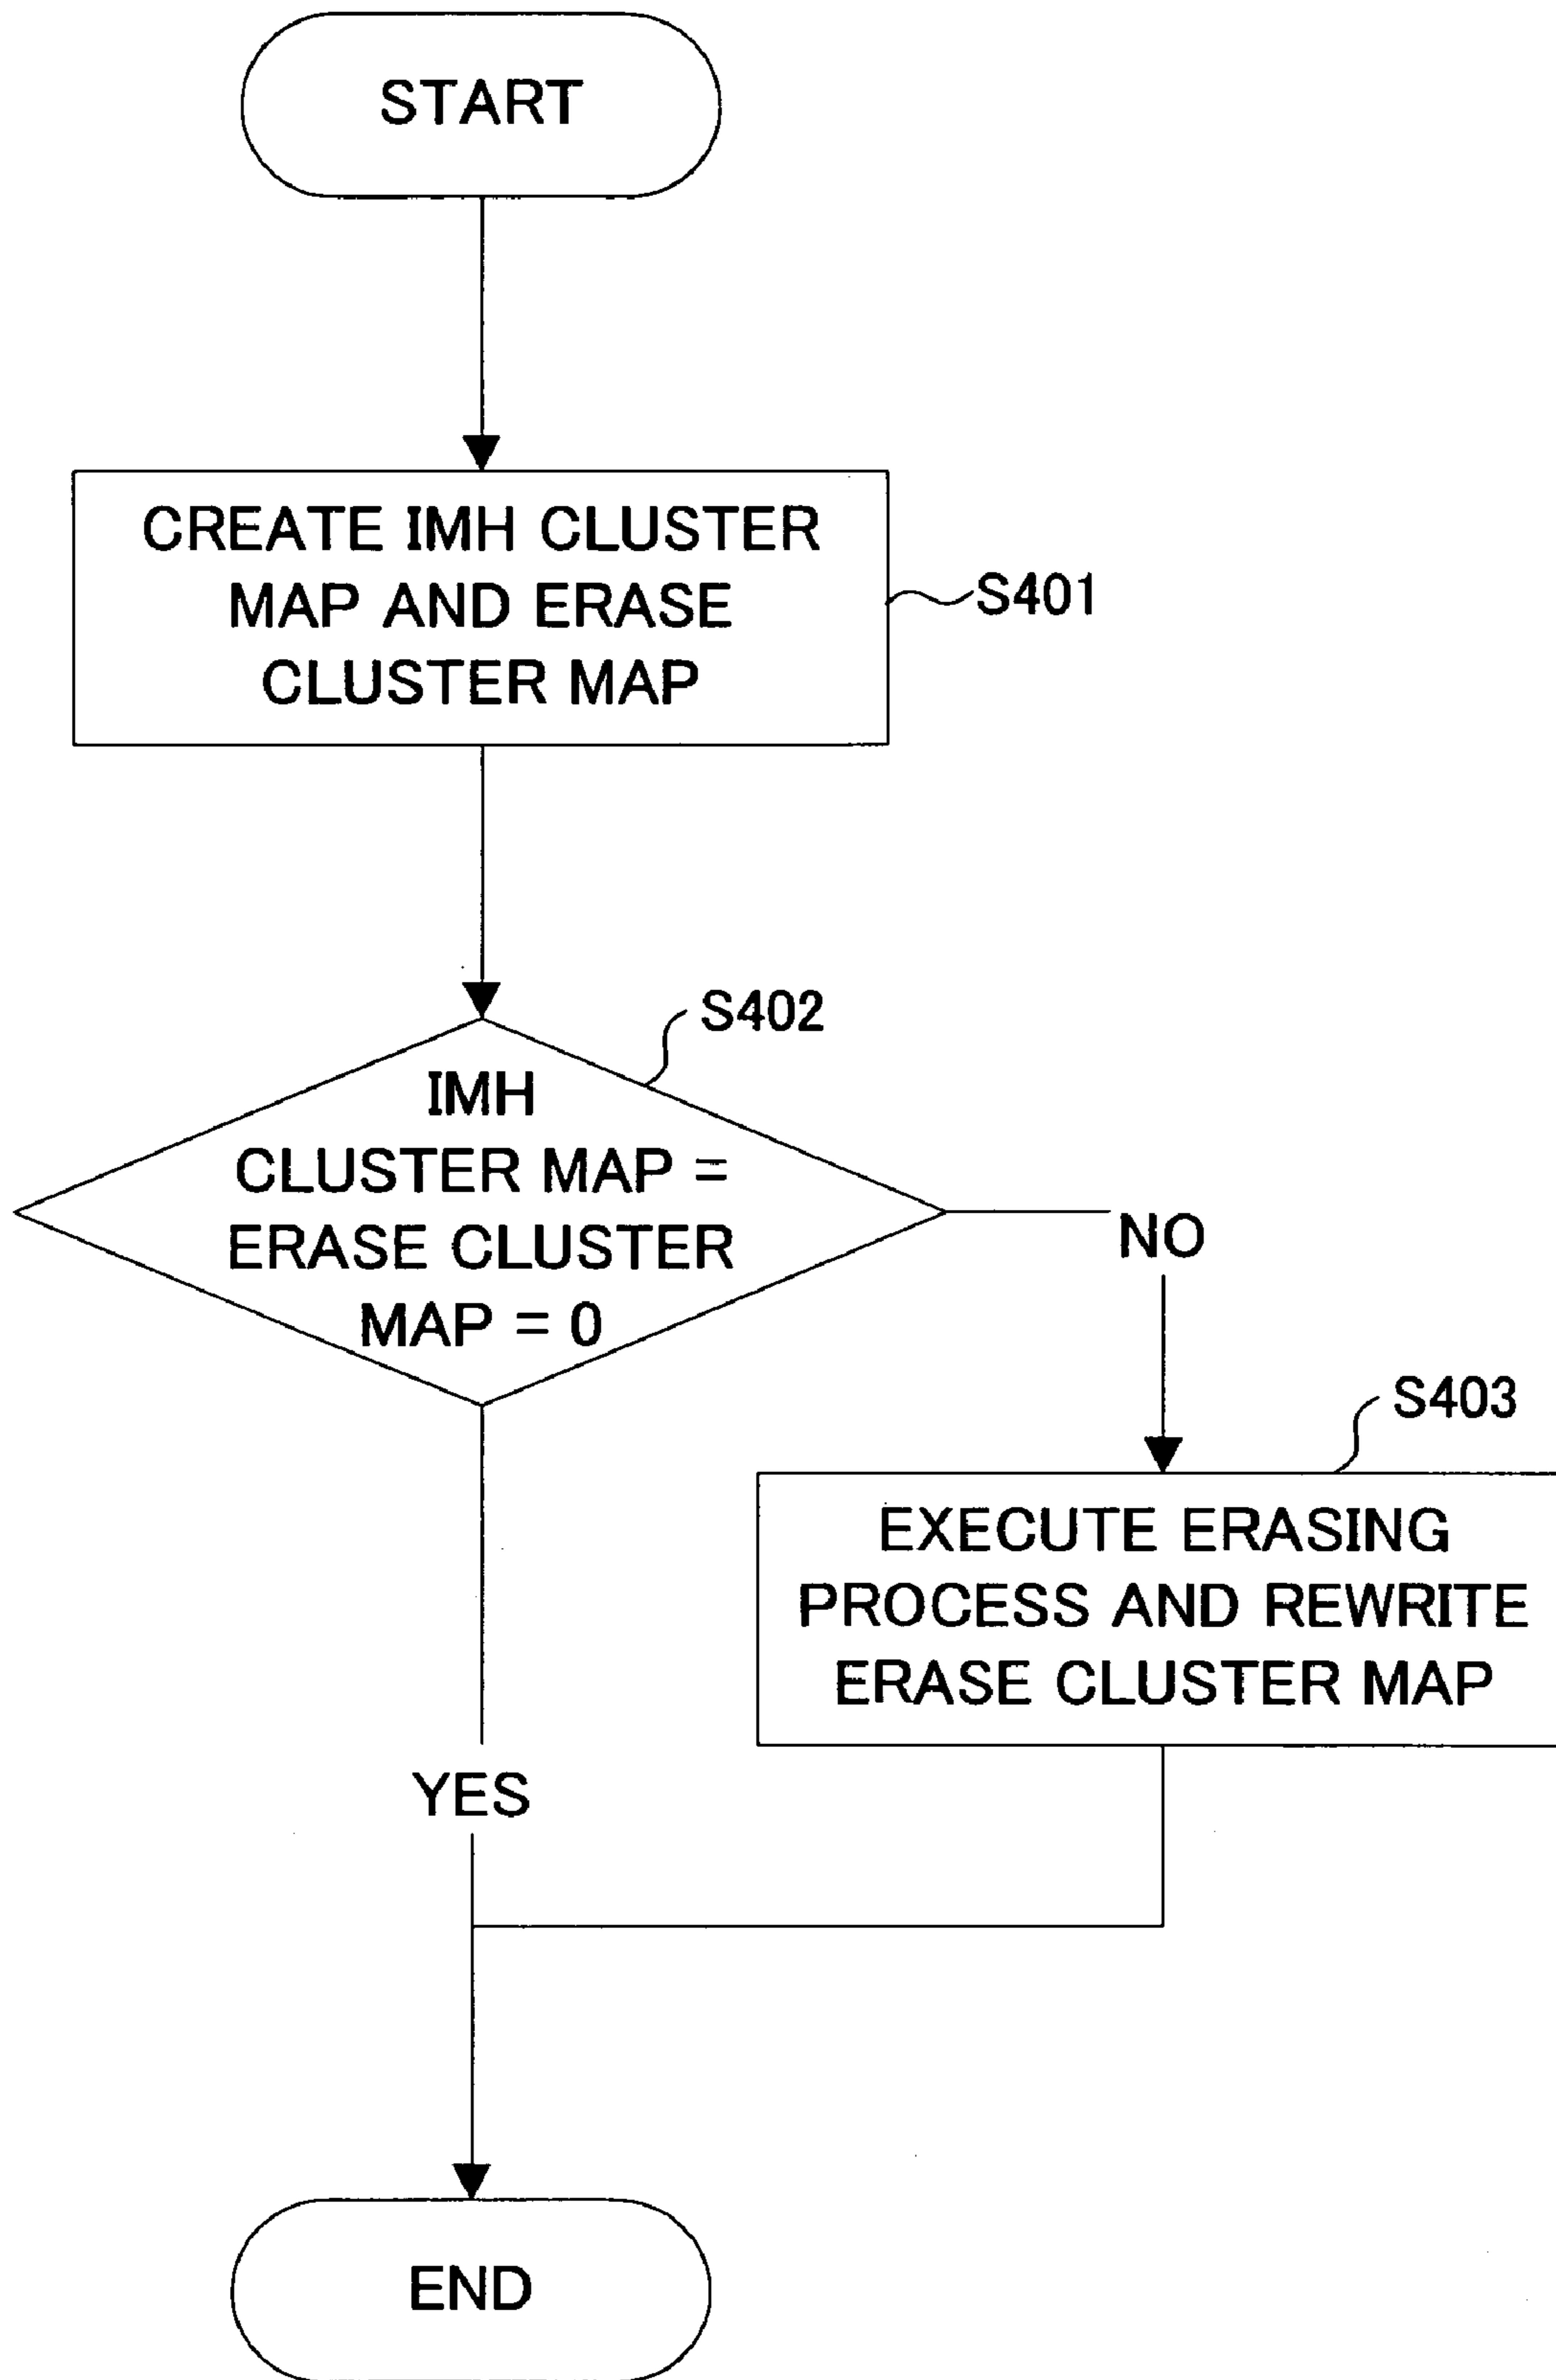 START
CREATE IMH CLUSTER
MAP AND ERASE
CLUSTER MAP
S401
S402
IMH
CLUSTER MAP =
ERASE CLUSTER
MAP = 0
NO
S403
EXECUTE ERASING
PROCESS AND REWRITE
ERASE CLUSTER MAP
YES
END